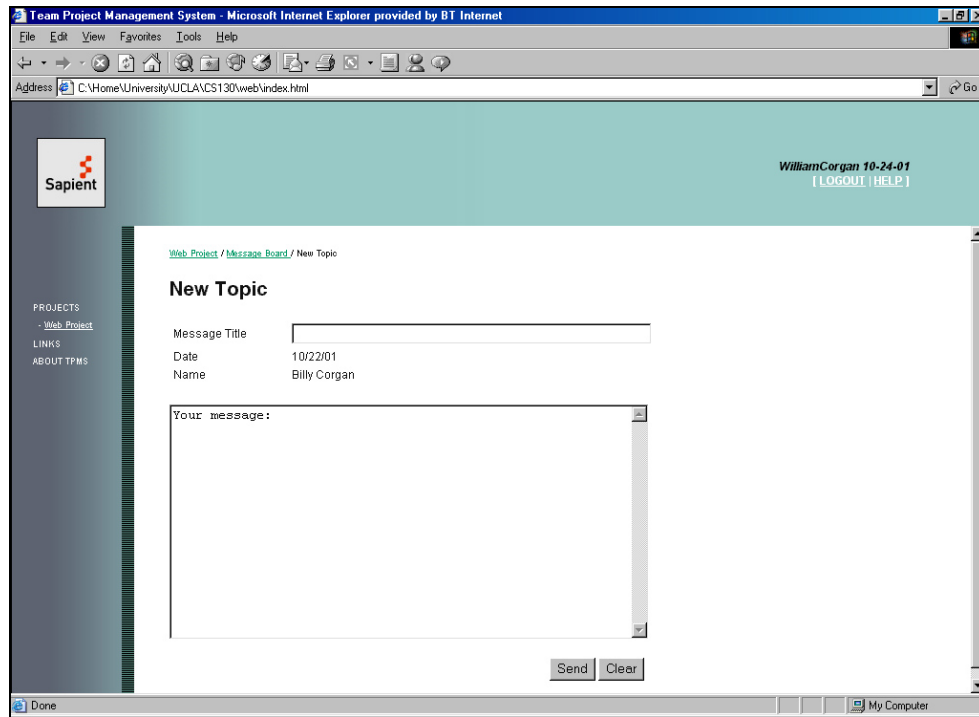 Team Project Management System - Microsoft Internet Explorer provided by BT Internet
File Edit View Favorites Tools Help
Address C:\Home\University\UCLA\CS130\web\index.html Go
Sapient
WilliamCorgan 10-24-01
[ LOGOUT | HELP ]
Web Project / Message Board / New Topic
New Topic
PROJECTS
- Web Project
LINKS
ABOUT TPMS
Message Title
Date 10/22/01
Name Billy Corgan
Your message:
Send Clear
Done My Computer